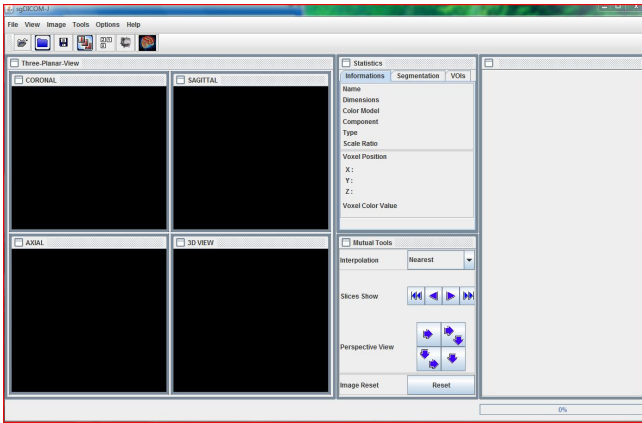 sgDICOM-J
File View Image Tools Options Help
Three-Planar-View
CORONAL
SAGITTAL
AXIAL
3D VIEW
Statistics
Informations Segmentation VOIs
Name
Dimensions
Color Model
Component
Type
Scale Ratio
Voxel Position
X :
Y :
Z :
Voxel Color Value
Mutual Tools
Interpolation Nearest
Slices Show
Perspective View
Image Reset Reset
0%